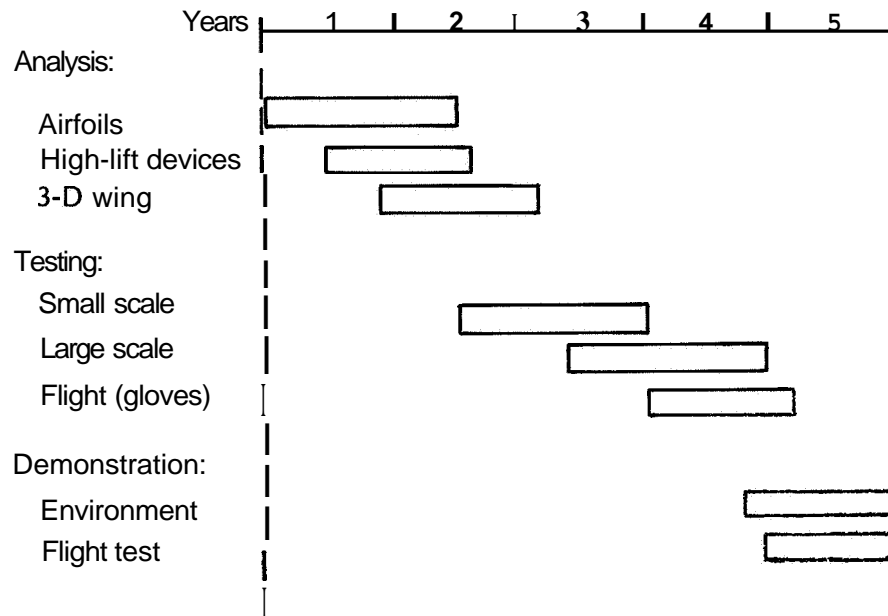 Years 1 2 3 4 5
Analysis:
Airfoils
High-lift devices
3-D wing
Testing:
Small scale
Large scale
Flight (gloves)
Demonstration:
Environment
Flight test